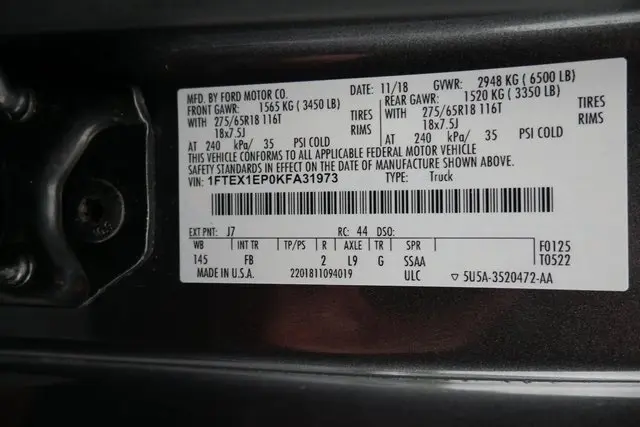 MFD. BY FORD MOTOR CO. DATE: 11/18 GVWR: 2948 KG ( 6500 LB)
FRONT GAWR: 1565 KG ( 3450 LB) REAR GAWR: 1520 KG ( 3350 LB)
WITH 275/65R18 116T TIRES WITH 275/65R18 116T TIRES
18x7.5J RIMS 18x7.5J RIMS
AT 240 kPa/ 35 PSI COLD AT 240 kPa/ 35 PSI COLD
THIS VEHICLE CONFORMS TO ALL APPLICABLE FEDERAL MOTOR VEHICLE
SAFETY STANDARDS IN EFFECT ON THE DATE OF MANUFACTURE SHOWN ABOVE.
VIN: 1FTEX1EP0KFA31973 TYPE: Truck
EXT PNT: J7 RC: 44 DSO:
WB INT TR TP/PS R AXLE TR SPR F0125
145 FB 2 L9 G SSAA T0522
MADE IN U.S.A. 2201811094019 ULC ▽ 5U5A-3520472-AA